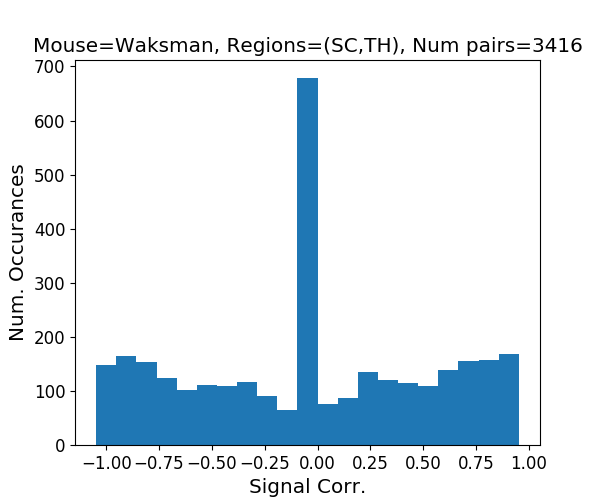 Mouse=Waksman, Regions=(SC,TH), Num pairs=3416
700
600
500
400
300
200
100
0
Num. Occurances
−1.00 −0.75 −0.50 −0.25 0.00 0.25 0.50 0.75 1.00
Signal Corr.